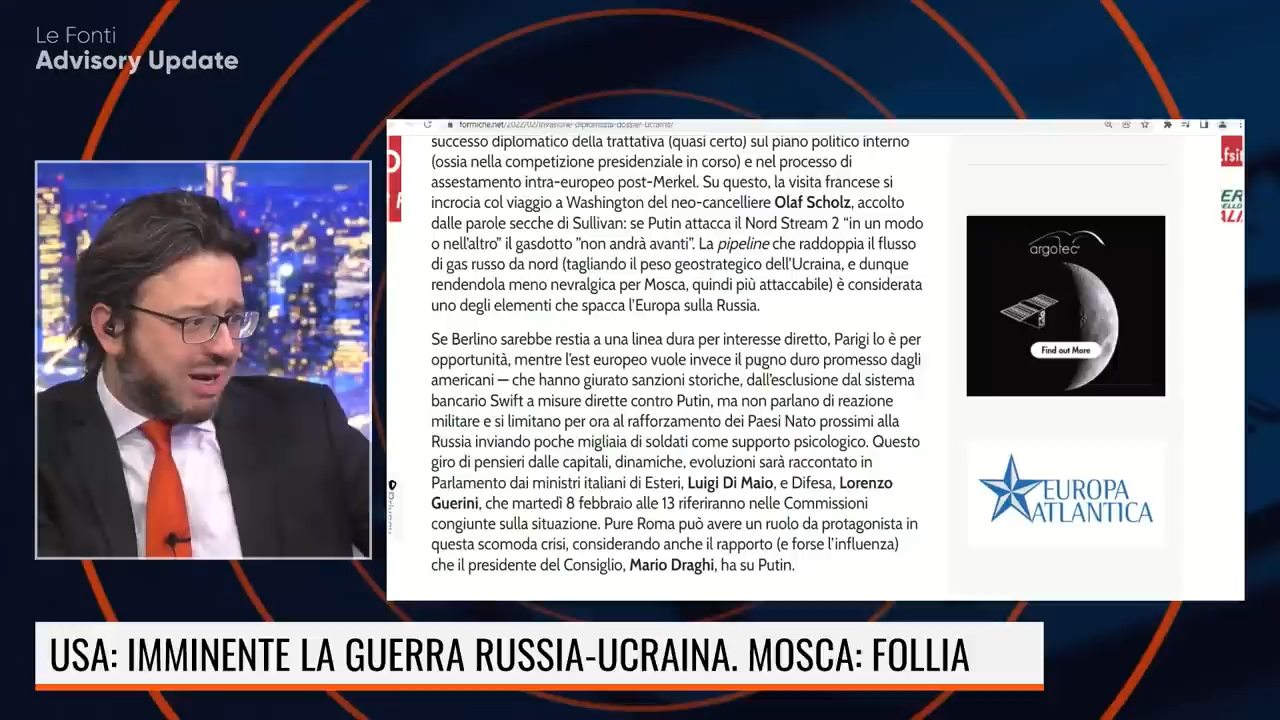 Le Fonti
Advisory Update
formiche.net/2022/02/invasione-diplomazia-dossier-ucraina/
successo diplomatico della trattativa (quasi certo) sul piano politico interno
(ossia nella competizione presidenziale in corso) e nel processo di
assestamento intra-europeo post-Merkel. Su questo, la visita francese si
incrocia col viaggio a Washington del neo-cancelliere Olaf Scholz, accolto
dalle parole secche di Sullivan: se Putin attacca il Nord Stream 2 “in un modo
o nell’altro” il gasdotto ”non andrà avanti”. La pipeline che raddoppia il flusso
di gas russo da nord (tagliando il peso geostrategico dell’Ucraina, e dunque
rendendola meno nevralgica per Mosca, quindi più attaccabile) è considerata
uno degli elementi che spacca l’Europa sulla Russia.
Se Berlino sarebbe restia a una linea dura per interesse diretto, Parigi lo è per
opportunità, mentre l’est europeo vuole invece il pugno duro promesso dagli
americani — che hanno giurato sanzioni storiche, dall’esclusione dal sistema
bancario Swift a misure dirette contro Putin, ma non parlano di reazione
militare e si limitano per ora al rafforzamento dei Paesi Nato prossimi alla
Russia inviando poche migliaia di soldati come supporto psicologico. Questo
giro di pensieri dalle capitali, dinamiche, evoluzioni sarà raccontato in
Parlamento dai ministri italiani di Esteri, Luigi Di Maio, e Difesa, Lorenzo
Guerini, che martedì 8 febbraio alle 13 riferiranno nelle Commissioni
congiunte sulla situazione. Pure Roma può avere un ruolo da protagonista in
questa scomoda crisi, considerando anche il rapporto (e forse l’influenza)
che il presidente del Consiglio, Mario Draghi, ha su Putin.
argotec
Find out More
EUROPA
ATLANTICA
USA: IMMINENTE LA GUERRA RUSSIA-UCRAINA. MOSCA: FOLLIA